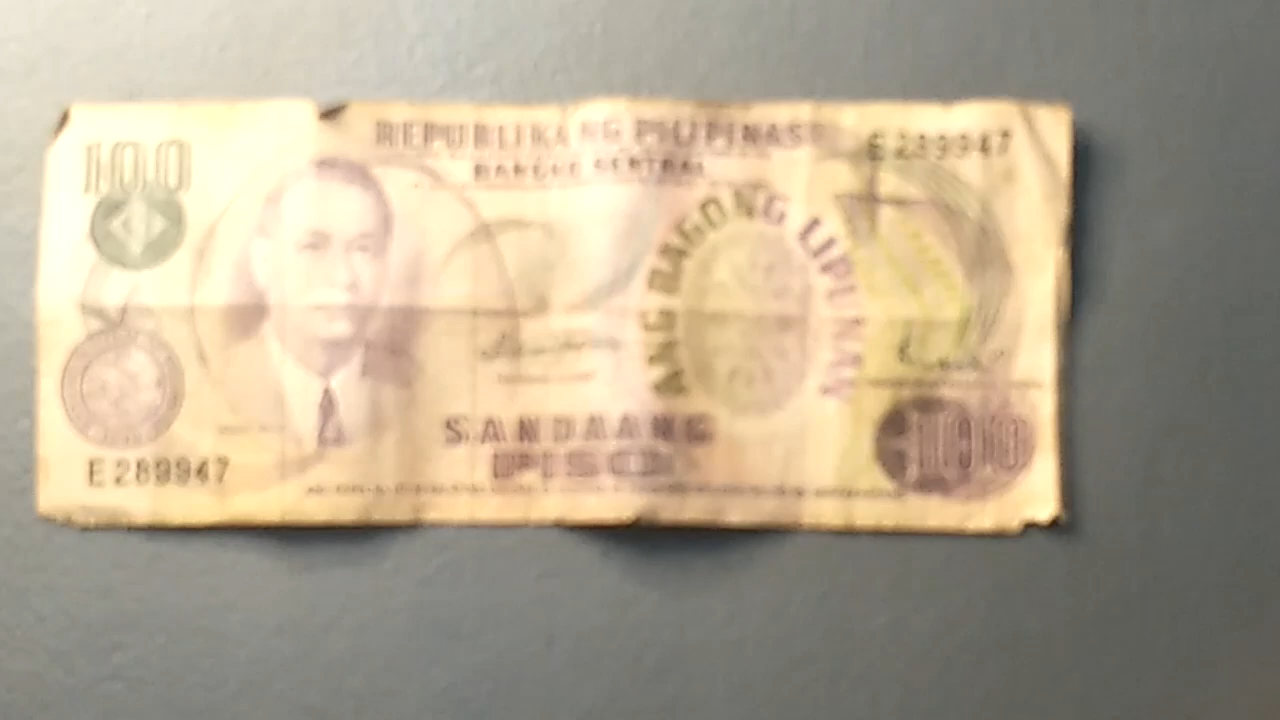 100
REPUBLIKA NG PILIPINAS
BANGKO SENTRAL
E289947
ANG BAGONG LIPUNAN
SANDAANG
PISO
E289947
100